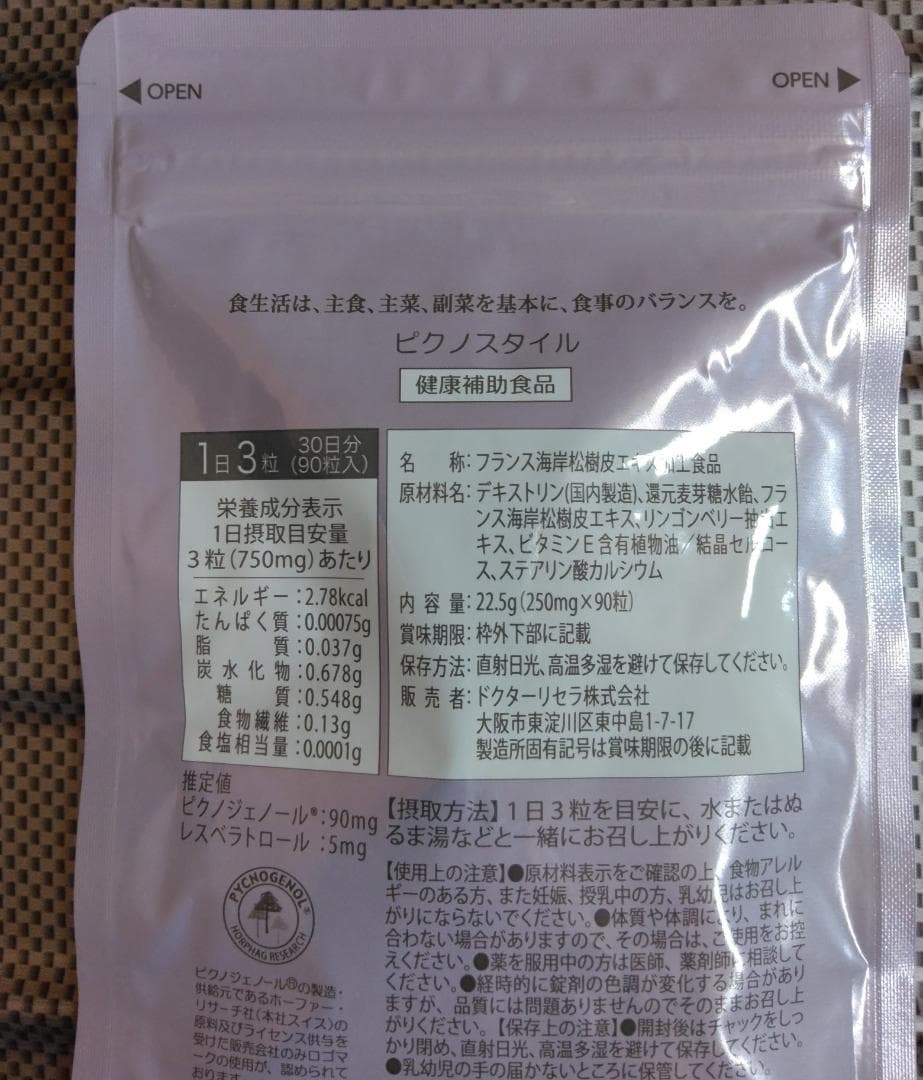 OPEN
OPEN
食生活は、主食、主菜、副菜を基本に、食事のバランスを。
ピクノスタイル
健康補助食品
1日3粒 30日分(90粒入)
栄養成分表示
1日摂取目安量
3粒(750mg)あたり
エネルギー:2.78kcal
たんぱく質:0.00075g
脂質:0.037g
炭水化物:0.678g
糖質:0.548g
食物繊維:0.13g
食塩相当量:0.0001g
推定値
ピクノジェノール®:90mg
レスベラトロール:5mg
PYCNOGENOL®
HORPHAG RESEARCH
ピクノジェノール®の製造・
供給元であるホーファー・
リサーチ社(本社スイス)の
原料及びライセンス供与を
受けた販売会社のみロゴマ
ークの使用が、認められて
おります。
名称:フランス海岸松樹皮エキス加工食品
原材料名:デキストリン(国内製造)、還元麦芽糖水飴、フラ
ンス海岸松樹皮エキス、リンゴンベリー抽出エ
キス、ビタミンE含有植物油/結晶セルロー
ス、ステアリン酸カルシウム
内容量:22.5g(250mg×90粒)
賞味期限:枠外下部に記載
保存方法:直射日光、高温多湿を避けて保存してください。
販売者:ドクターリセラ株式会社
大阪市東淀川区東中島1-7-17
製造所固有記号は賞味期限の後に記載
【摂取方法】1日3粒を目安に、水またはぬ
るま湯などと一緒にお召し上がりください。
【使用上の注意】●原材料表示をご確認の上、食物アレル
ギーのある方、また妊娠、授乳中の方、乳幼児はお召し上
がりにならないでください。●体質や体調により、まれに
合わない場合がありますので、その場合は、ご使用をお控
えください。●薬を服用中の方は医師、薬剤師に相談して
ください。●経時的に錠剤の色調が変化する場合があり
ますが、品質には問題ありませんのでそのままお召し上
がりください。【保存上の注意】●開封後はチャックをしっ
かり閉め、直射日光、高温多湿を避けて保存してください。
●乳幼児の手の届かないところに保管してください。